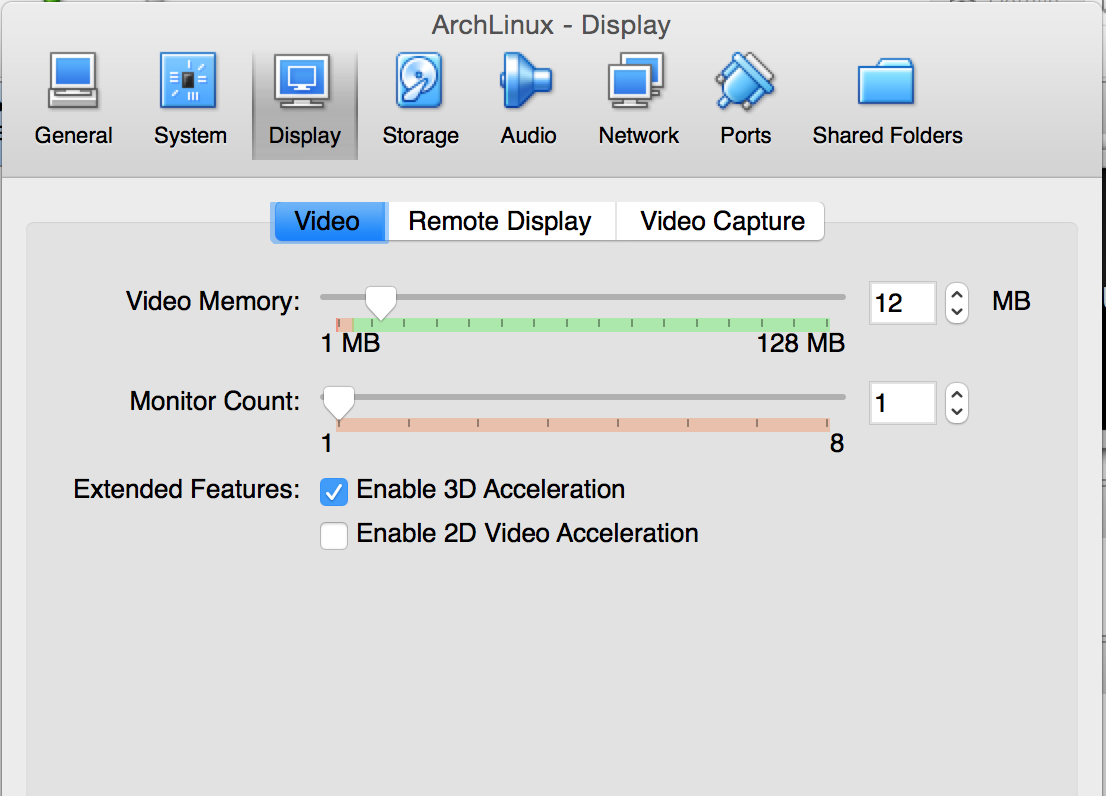 ArchLinux - Display
General System Display Storage Audio Network Ports Shared Folders
Video Remote Display Video Capture
Video Memory: 12 MB
1 MB 128 MB
Monitor Count: 1
1 8
Extended Features: Enable 3D Acceleration
Enable 2D Video Acceleration